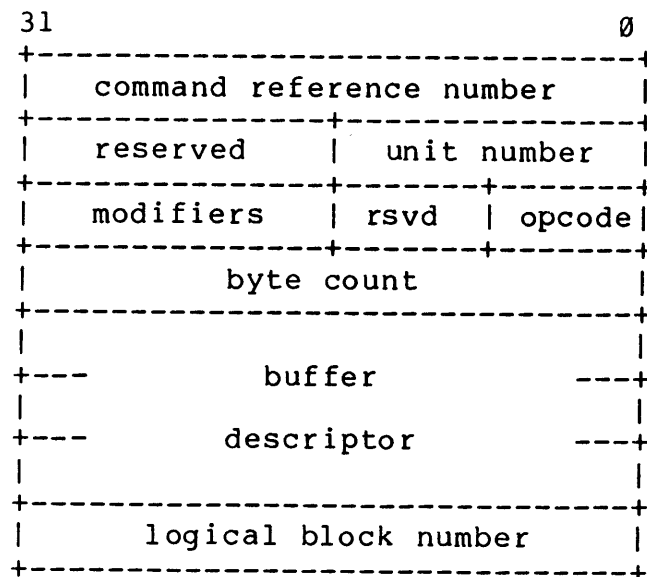 31 0
+-------------------------------+
| command reference number |
+---------------+---------------+
| reserved | unit number |
+---------------+-------+-------+
| modifiers | rsvd | opcode|
+---------------+-------+-------+
| byte count |
+-------------------------------+
| |
+--- buffer ---+
| |
+--- descriptor ---+
| |
+-------------------------------+
| logical block number |
+-------------------------------+